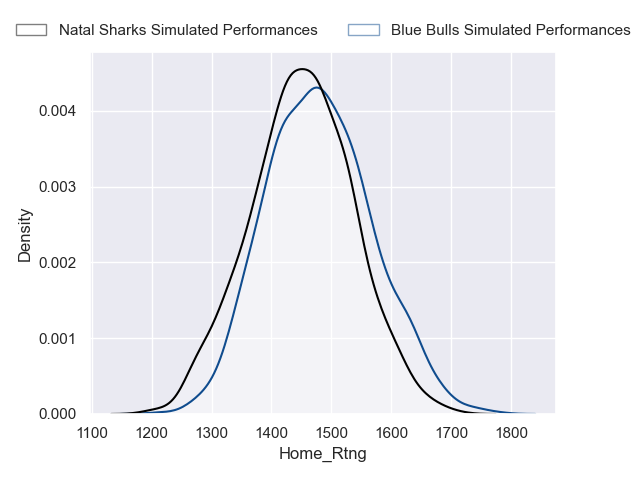 Natal Sharks Simulated Performances
Blue Bulls Simulated Performances
Density
0.004
0.003
0.002
0.001
0.000
1100 1200 1300 1400 1500 1600 1700 1800
Home_Rtng